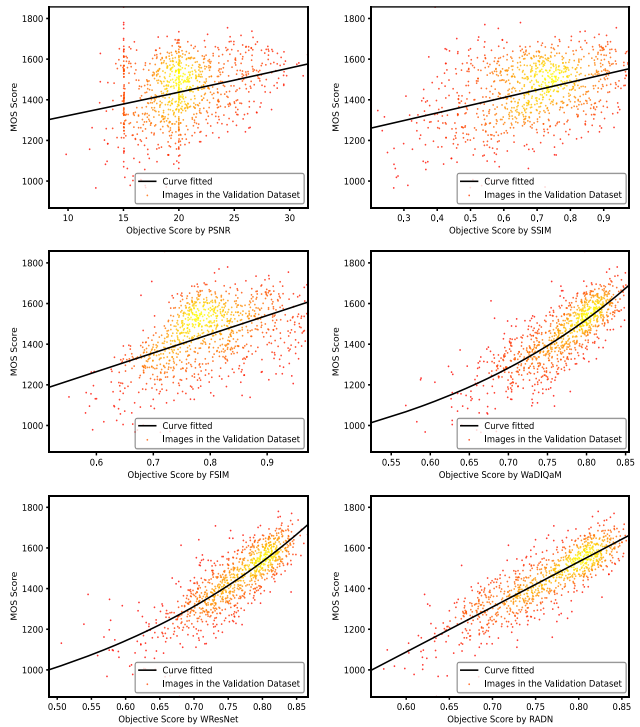 1800
1600
1400
1200
1000
MOS Score
10 15 20 25 30
Objective Score by PSNR
Curve fitted
Images in the Validation Dataset
1800
1600
1400
1200
1000
MOS Score
0,3 0,4 0,5 0,6 0,7 0,8 0,9
Objective Score by SSIM
Curve fitted
Images in the Validation Dataset
1800
1600
1400
1200
1000
MOS Score
0,6 0,7 0,8 0,9
Objective Score by FSIM
Curve fitted
Images in the Validation Dataset
1800
1600
1400
1200
1000
MOS Score
0,55 0,60 0,65 0,70 0,75 0,80 0,85
Objective Score by WaDIQaM
Curve fitted
Images in the Validation Dataset
1800
1600
1400
1200
1000
MOS Score
0,50 0,55 0,60 0,65 0,70 0,75 0,80 0,85
Objective Score by WResNet
Curve fitted
Images in the Validation Dataset
1800
1600
1400
1200
1000
MOS Score
0,60 0,65 0,70 0,75 0,80 0,85
Objective Score by RADN
Curve fitted
Images in the Validation Dataset